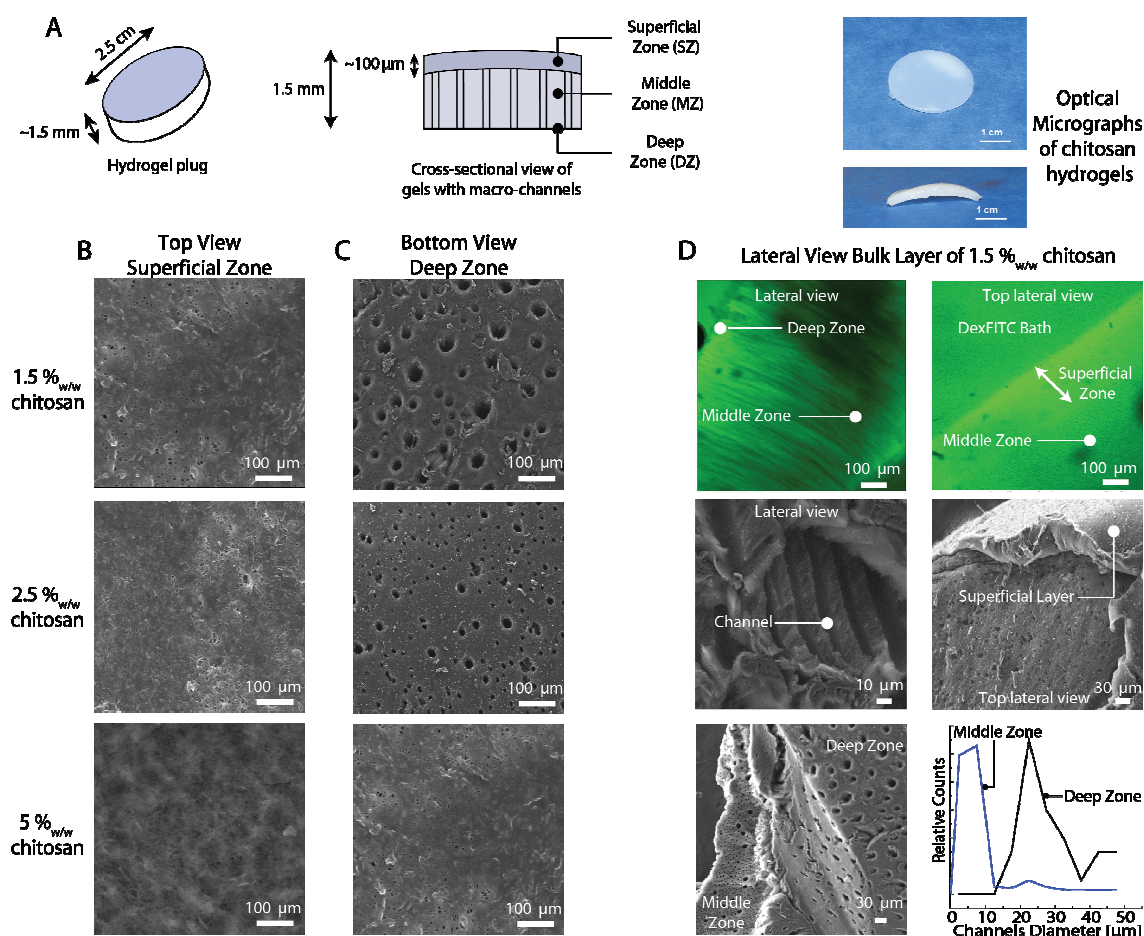 A
2.5 cm
~1.5 mm
Hydrogel plug
1.5 mm
~100 µm
Superficial
Zone (SZ)
Middle
Zone (MZ)
Deep
Zone (DZ)
Cross-sectional view of
gels with macro-channels
1 cm
1 cm
Optical
Micrographs
of chitosan
hydrogels
B
Top View
Superficial Zone
C
Bottom View
Deep Zone
1.5 %w/w
chitosan
100 µm
100 µm
2.5 %w/w
chitosan
100 µm
100 µm
5 %w/w
chitosan
100 µm
100 µm
D
Lateral View Bulk Layer of 1.5 %w/w chitosan
Lateral view
Deep Zone
Middle Zone
100 µm
Top lateral view
DexFITC Bath
Superficial
Zone
Middle Zone
100 µm
Lateral view
Channel
10 µm
Superficial Layer
Top lateral view
30 µm
Deep Zone
Middle
Zone
30 µm
Middle Zone
Deep Zone
Relative Counts
0 10 20 30 40 50
Channels Diameter [µm]